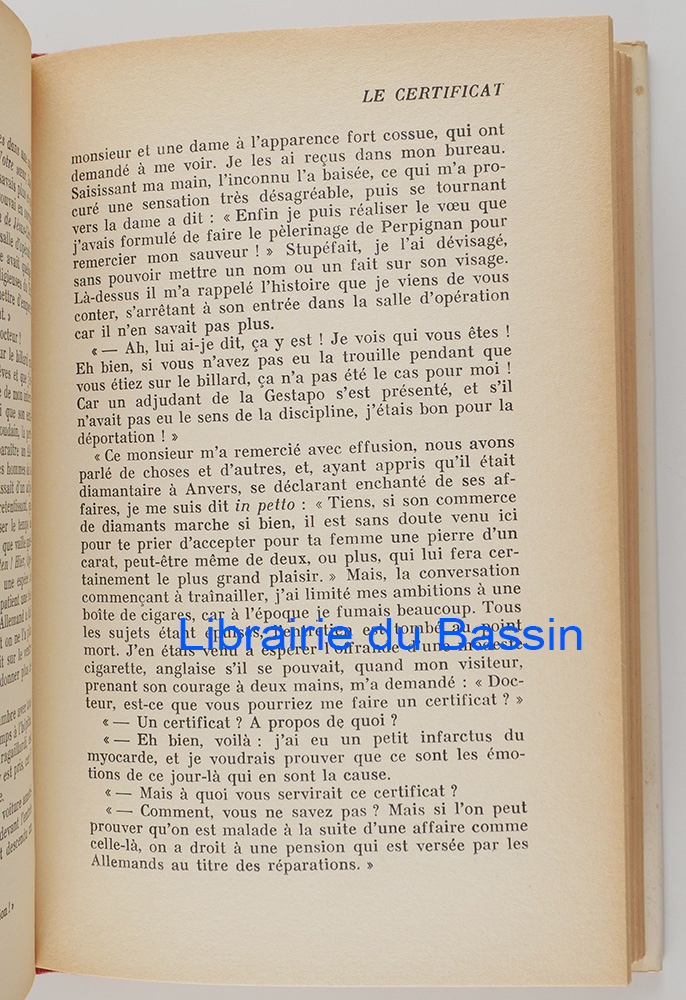 LE CERTIFICAT
monsieur et une dame à l'apparence fort cossue, qui ont
demandé à me voir. Je les ai reçus dans mon bureau.
Saisissant ma main, l'inconnu l'a baisée, ce qui m'a pro-
curé une sensation très désagréable, puis se tournant
vers la dame a dit : « Enfin je puis réaliser le vœu que
j'avais formulé de faire le pèlerinage de Perpignan pour
remercier mon sauveur ! » Stupéfait, je l'ai dévisagé,
sans pouvoir mettre un nom ou un fait sur son visage.
Là-dessus il m'a rappelé l'histoire que je viens de vous
conter, s'arrêtant à son entrée dans la salle d'opération
car il n'en savait pas plus.
« — Ah, lui ai-je dit, ça y est ! Je vois qui vous êtes !
Eh bien, si vous n'avez pas eu la trouille pendant que
vous étiez sur le billard, ça n'a pas été le cas pour moi !
Car un adjudant de la Gestapo s'est présenté, et s'il
n'avait pas eu le sens de la discipline, j'étais bon pour la
déportation ! »
« Ce monsieur m'a remercié avec effusion, nous avons
parlé de choses et d'autres, et, ayant appris qu'il était
diamantaire à Anvers, se déclarant enchanté de ses af-
faires, je me suis dit in petto : « Tiens, si son commerce
de diamants marche si bien, il est sans doute venu ici
pour te prier d'accepter pour ta femme une pierre d'un
carat, peut-être même de deux, ou plus, qui lui fera cer-
tainement le plus grand plaisir. » Mais, la conversation
commençant à traînailler, j'ai limité mes ambitions à une
boîte de cigares, car à l'époque je fumais beaucoup. Tous
les sujets étant épuisés, l'entretien est tombé au point
mort. J'en étais venu à espérer l'offrande d'une modeste
cigarette, anglaise s'il se pouvait, quand mon visiteur,
prenant son courage à deux mains, m'a demandé : « Doc-
teur, est-ce que vous pourriez me faire un certificat ? »
« — Un certificat ? A propos de quoi ?
« — Eh bien, voilà : j'ai eu un petit infarctus du
myocarde, et je voudrais prouver que ce sont les émo-
tions de ce jour-là qui en sont la cause.
« — Mais à quoi vous servirait ce certificat ?
« — Comment, vous ne savez pas ? Mais si l'on peut
prouver qu'on est malade à la suite d'une affaire comme
celle-là, on a droit à une pension qui est versée par les
Allemands au titre des réparations. »
Librairie du Bassin